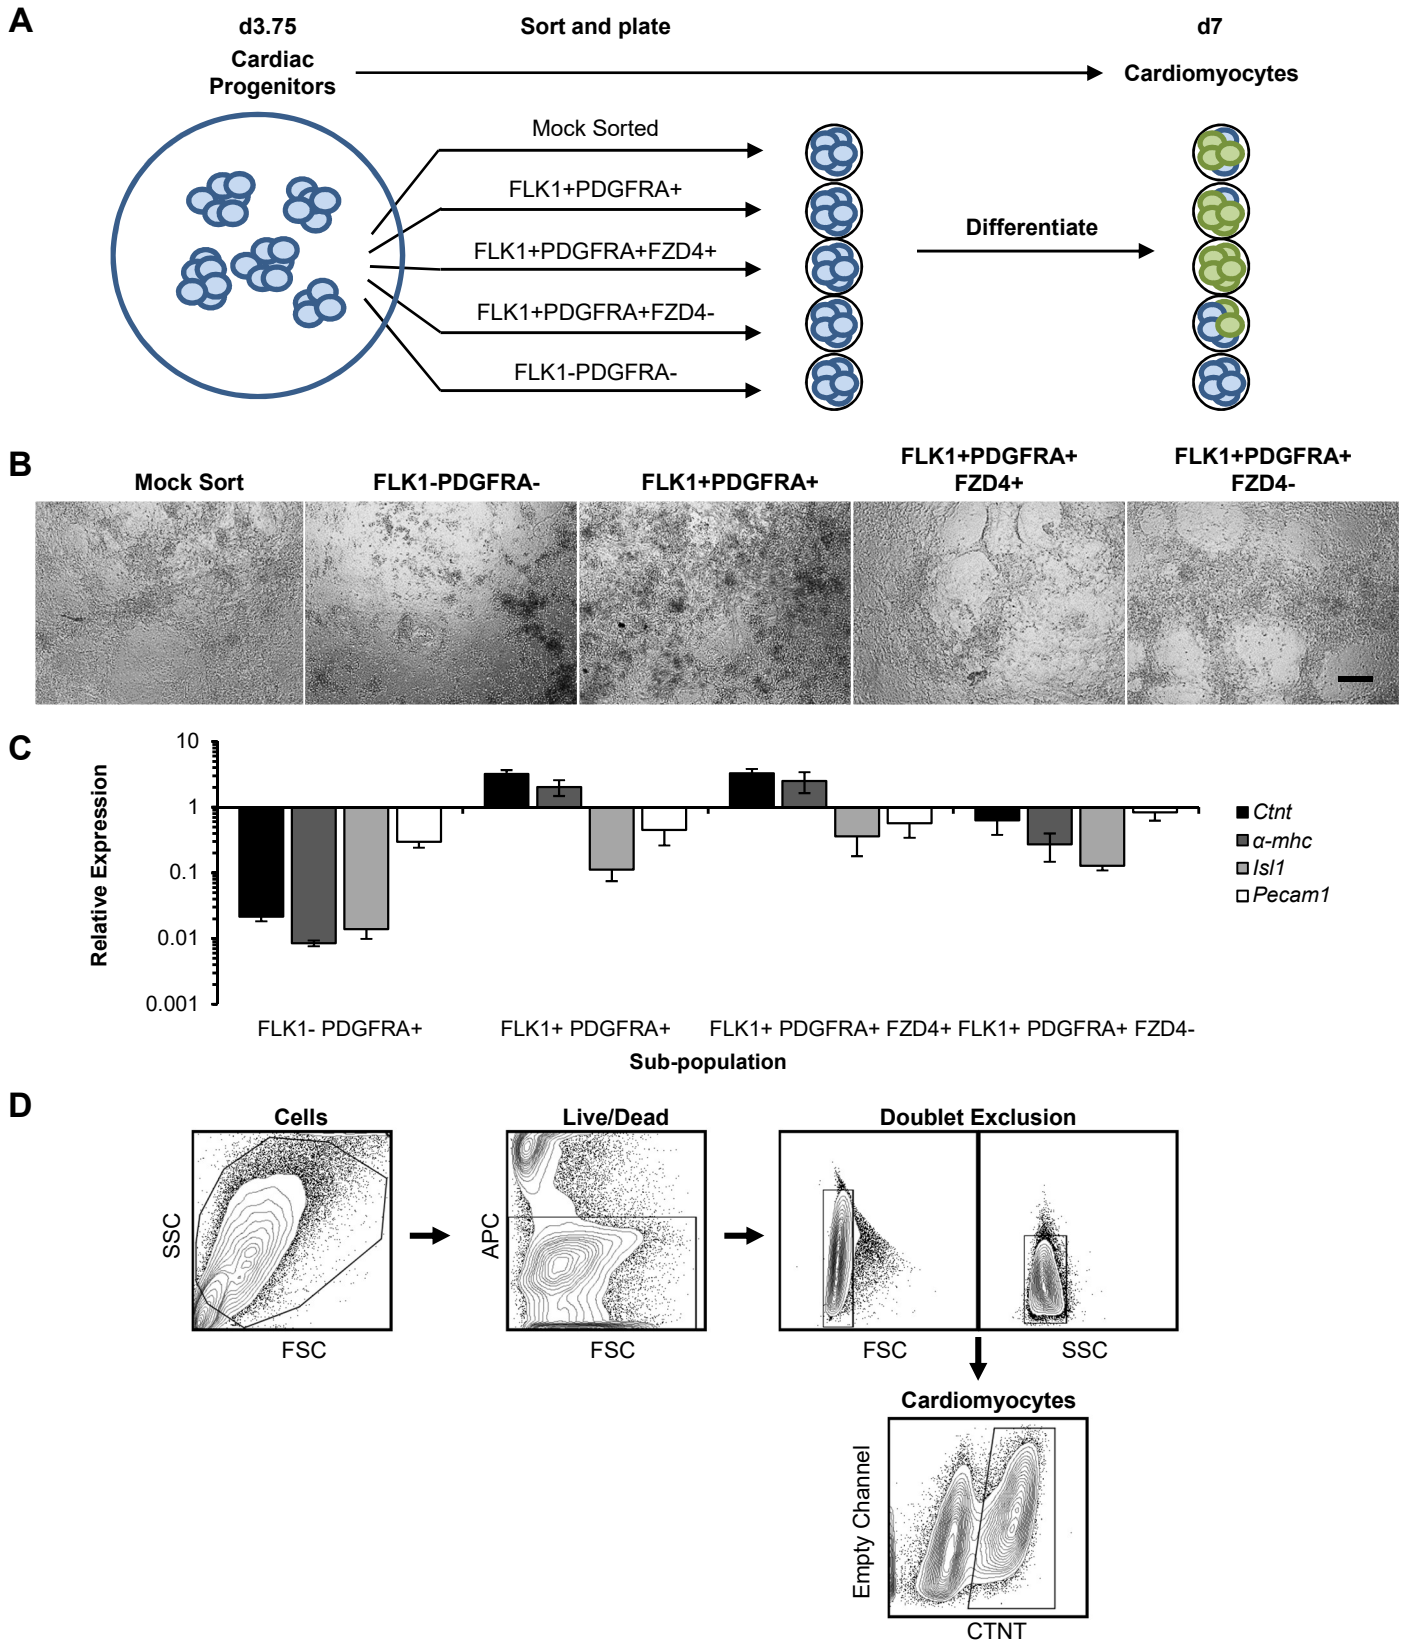 A
d3.75
Sort and plate
d7
Cardiac
Progenitors
Cardiomyocytes
Mock Sorted
FLK1+PDGFRA+
FLK1+PDGFRA+FZD4+
FLK1+PDGFRA+FZD4-
FLK1-PDGFRA-
Differentiate
B
Mock Sort
FLK1-PDGFRA-
FLK1+PDGFRA+
FLK1+PDGFRA+
FZD4+
FLK1+PDGFRA+
FZD4-
C
Relative Expression
10
1
0.1
0.01
0.001
Ctnt
α-mhc
Isl1
Pecam1
FLK1- PDGFRA+
FLK1+ PDGFRA+
FLK1+ PDGFRA+ FZD4+
FLK1+ PDGFRA+ FZD4-
Sub-population
D
Cells
SSC
FSC
Live/Dead
APC
FSC
Doublet Exclusion
FSC
SSC
Cardiomyocytes
Empty Channel
CTNT